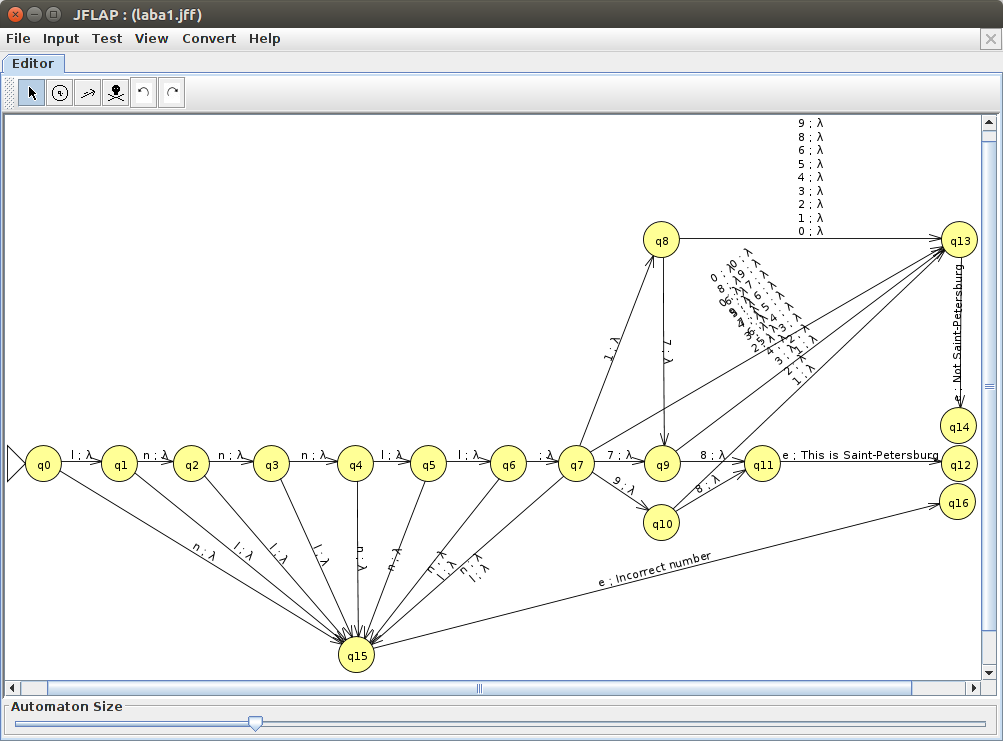 JFLAP : (laba1.jff)
File Input Test View Convert Help
Editor
9 ; λ
8 ; λ
6 ; λ
5 ; λ
4 ; λ
3 ; λ
2 ; λ
1 ; λ
0 ; λ
q8
q13
1 ; λ
7 ; λ
e ; Not Saint-Petersburg
q14
q0
l ; λ
q1
n ; λ
q2
n ; λ
q3
n ; λ
q4
l ; λ
q5
l ; λ
q6
; λ
q7
7 ; λ
q9
8 ; λ
q11
e ; This is Saint-Petersburg
q12
9 ; λ
8 ; λ
q10
q16
n ; λ
l ; λ
l ; λ
l ; λ
n ; λ
n ; λ
n ; λ
l ; λ
n ; λ
l ; λ
e ; Incorrect number
q15
Automaton Size